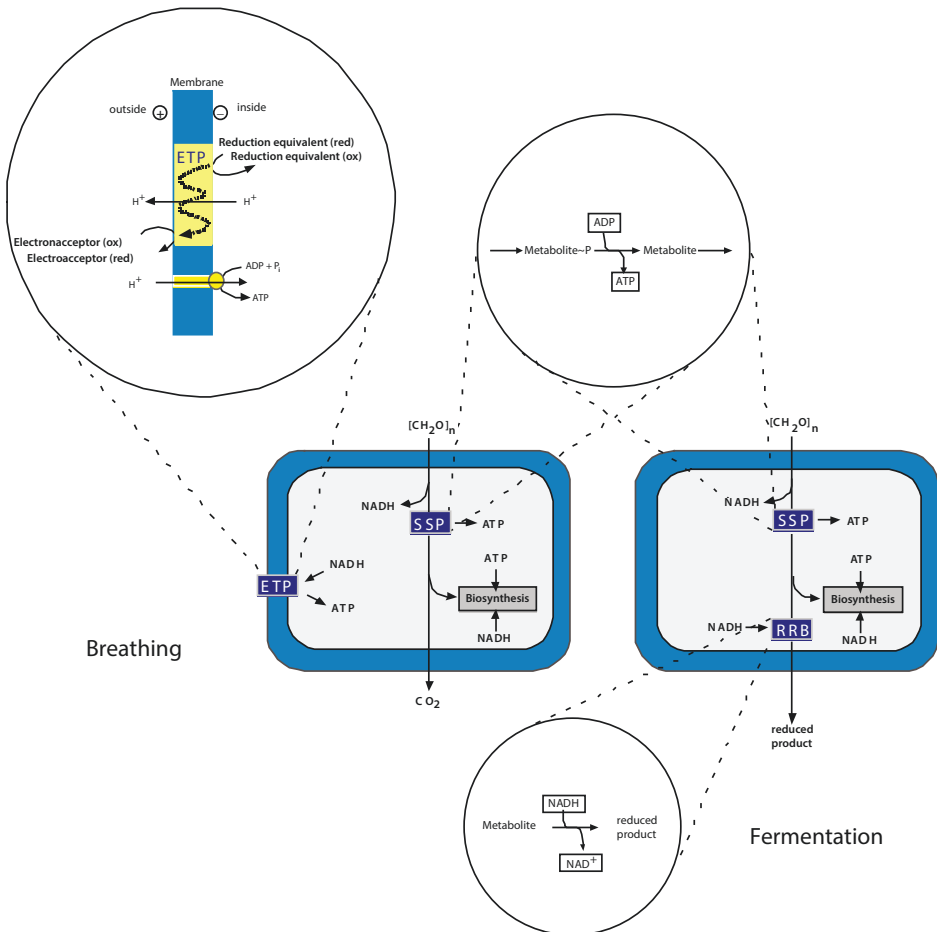 Membrane
outside + − inside
Reduction equivalent (red)
ETP Reduction equivalent (ox)
H+ H+
Electronacceptor (ox)
Electroacceptor (red)
ADP + Pi
H+
ATP
ADP
Metabolite~P Metabolite
ATP
[CH2O]n
NADH
SSP ATP
ATP
NADH
ETP
ATP
Biosynthesis
NADH
CO2
Breathing
[CH2O]n
NADH
SSP ATP
ATP
Biosynthesis
NADH RRB
NADH
reduced
product
NADH
Metabolite reduced
product
NAD+
Fermentation